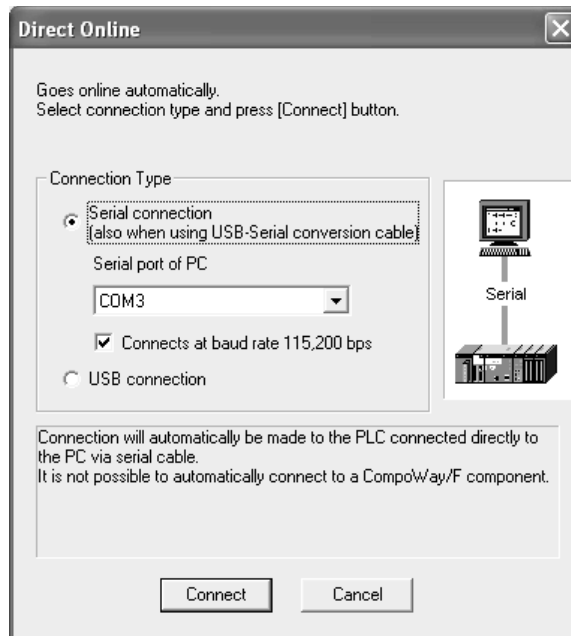 Direct Online
Goes online automatically.
Select connection type and press [Connect] button.
Connection Type
Serial connection
(also when using USB-Serial conversion cable)
Serial port of PC
COM3
Connects at baud rate 115,200 bps
USB connection
Serial
Connection will automatically be made to the PLC connected directly to
the PC via serial cable.
It is not possible to automatically connect to a CompoWay/F component.
Connect
Cancel